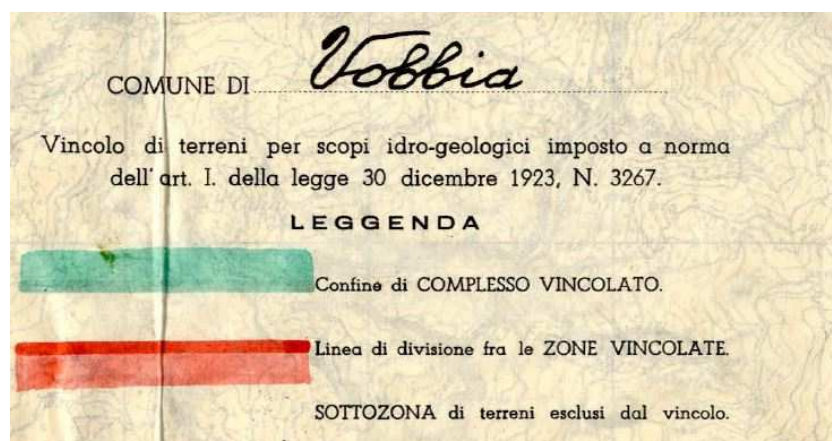 COMUNE DI Vobbia
Vincolo di terreni per scopi idro-geologici imposto a norma
dell' art. I. della legge 30 dicembre 1923, N. 3267.
LEGGENDA
Confine di COMPLESSO VINCOLATO.
Linea di divisione fra le ZONE VINCOLATE.
SOTTOZONA di terreni esclusi dal vincolo.